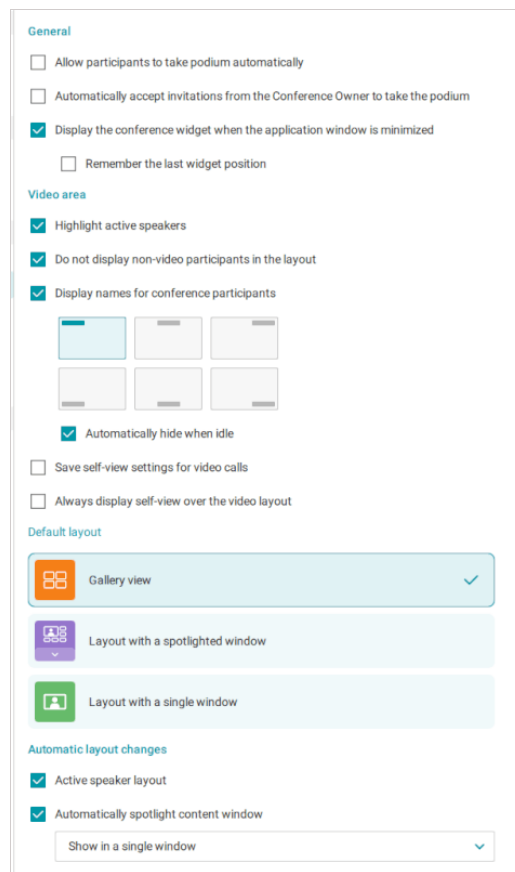 General
Allow participants to take podium automatically
Automatically accept invitations from the Conference Owner to take the podium
Display the conference widget when the application window is minimized
Remember the last widget position
Video area
Highlight active speakers
Do not display non-video participants in the layout
Display names for conference participants
Automatically hide when idle
Save self-view settings for video calls
Always display self-view over the video layout
Default layout
Gallery view
Layout with a spotlighted window
Layout with a single window
Automatic layout changes
Active speaker layout
Automatically spotlight content window
Show in a single window